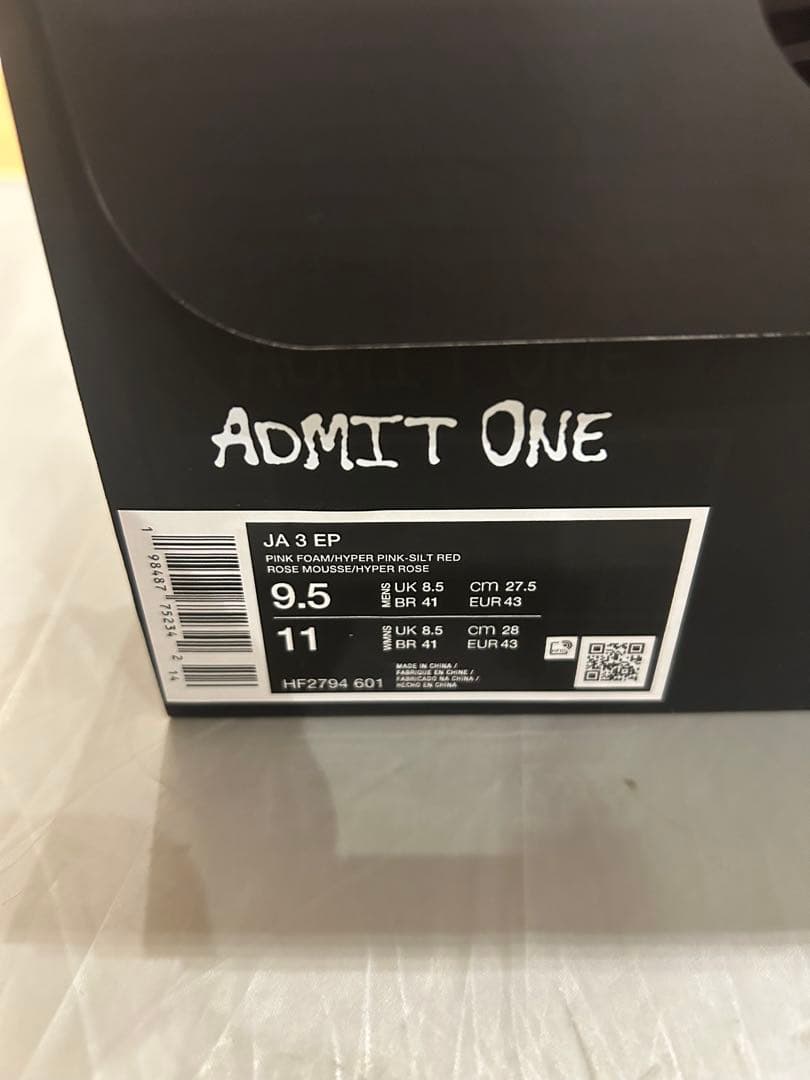 ADMIT ONE
JA 3 EP
PINK FOAM/HYPER PINK-SILT RED
ROSE MOUSSE/HYPER ROSE
9.5 MENS UK 8.5 cm 27.5
BR 41 EUR 43
11 WMNS UK 8.5 cm 28
BR 41 EUR 43
HF2794 601
MADE IN CHINA /
FABRIQUÉ EN CHINE /
FABRICADO NA CHINA /
HECHO EN CHINA
1 98487 75234 2 14